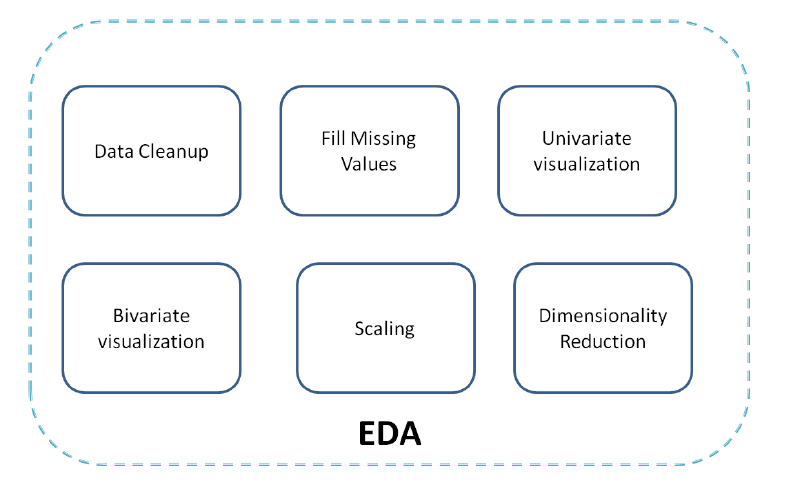 Data Cleanup
Fill Missing
Values
Univariate
visualization
Bivariate
visualization
Scaling
Dimensionality
Reduction
EDA